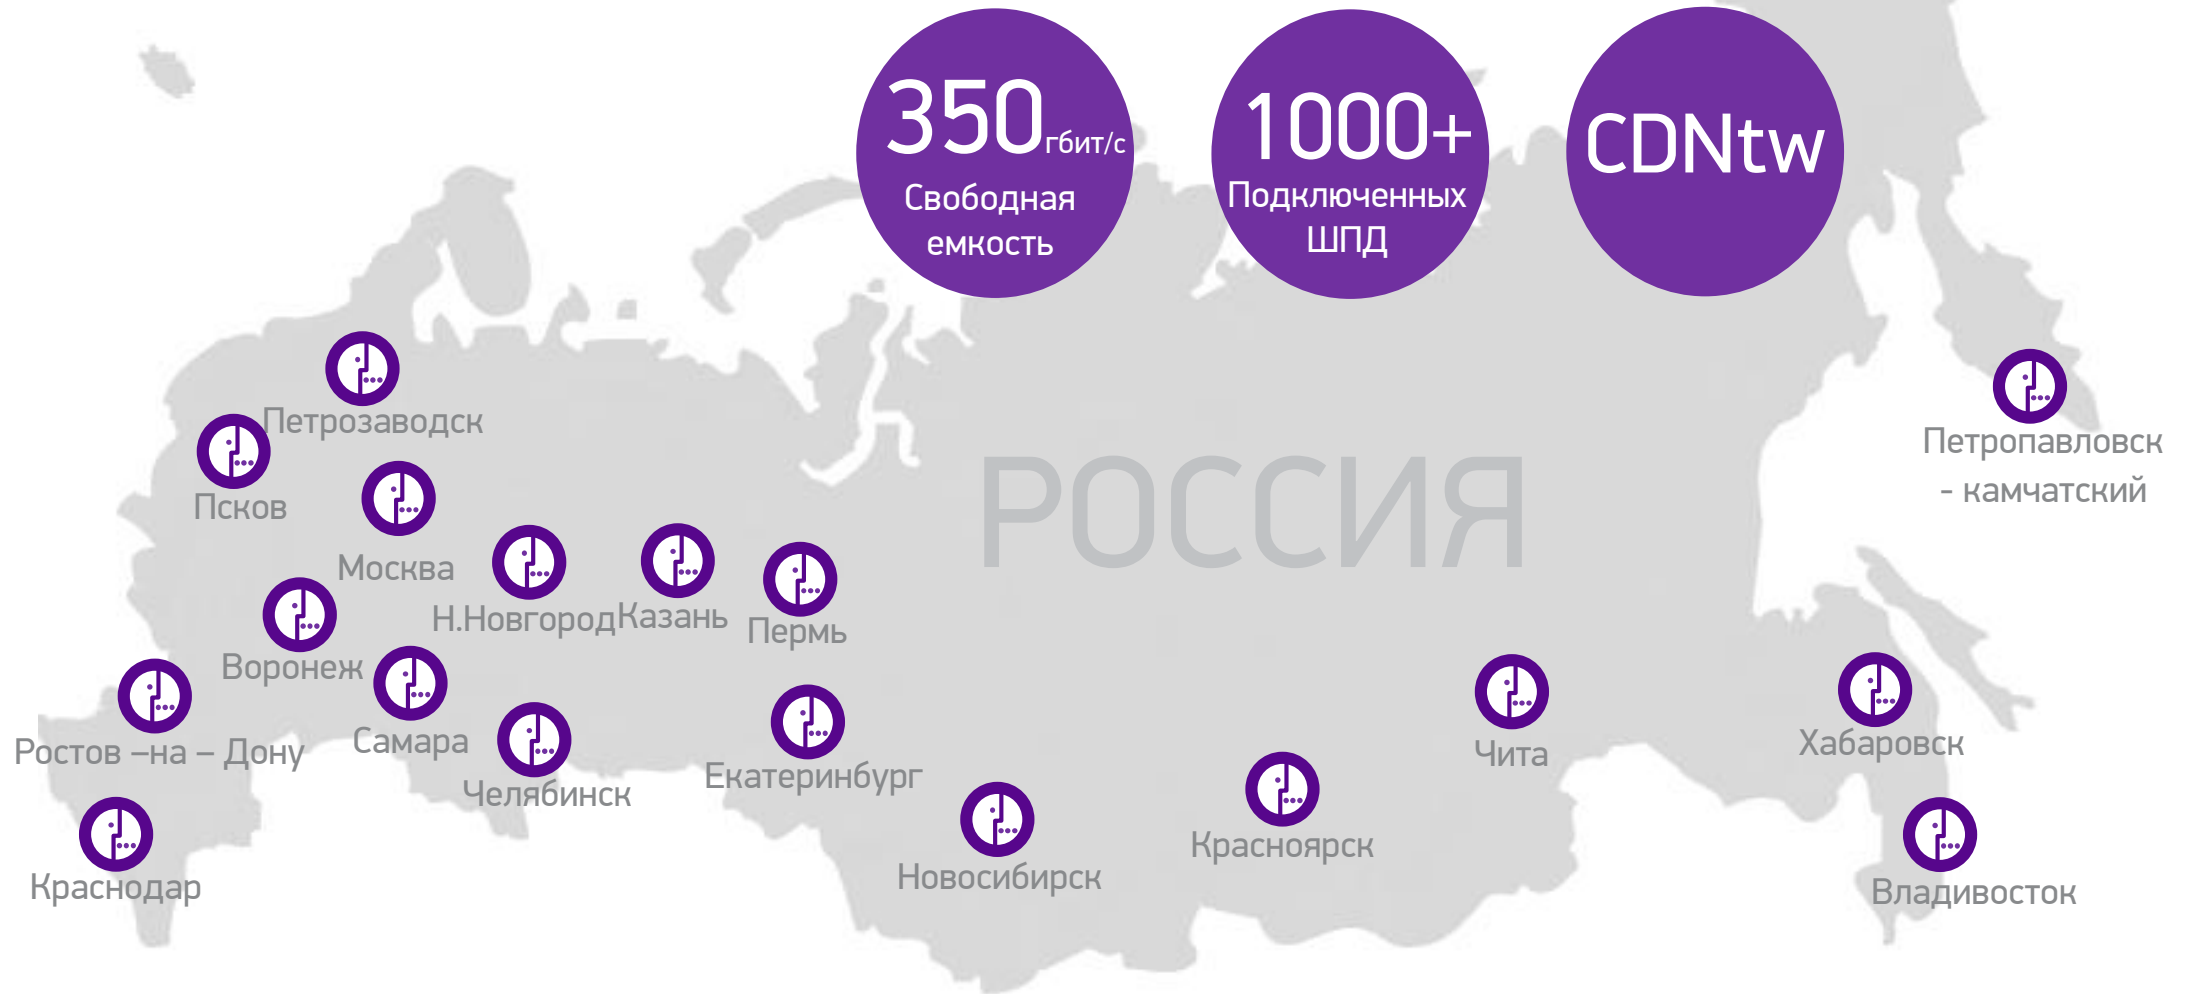 350гбит/с
Свободная
емкость
1000+
Подключенных
ШПД
CDNtw
РОССИЯ
Петрозаводск
Псков
Москва
Н.Новгород
Казань
Пермь
Воронеж
Ростов –на – Дону
Самара
Челябинск
Екатеринбург
Краснодар
Новосибирск
Красноярск
Чита
Хабаровск
Владивосток
Петропавловск
- камчатский